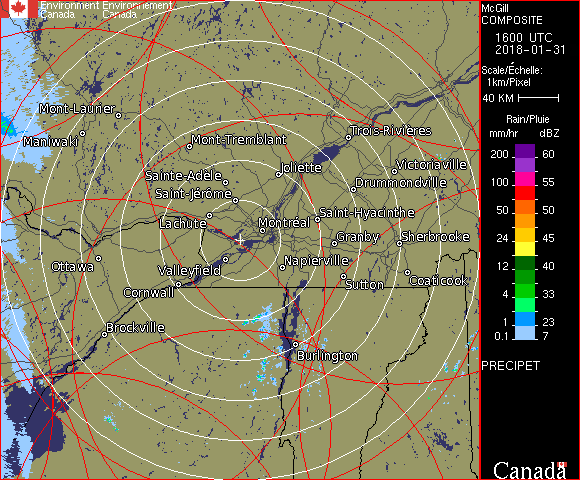 Environment Environnement
Canada Canada
McGill
COMPOSITE
1600 UTC
2018-01-31
Scale/Échelle:
1km/Pixel
40 KM
Rain/Pluie
mm/hr dBZ
200 60
150 57
100 55
50 50
24 45
12 40
4 33
1 23
0.1 7
PRECIPET
Canada
Mont-Laurier
Maniwaki
Mont-Tremblant
Trois-Rivières
Sainte-Adèle
Joliette
Victoriaville
Saint-Jérôme
Drummondville
Lachute
Montréal
Saint-Hyacinthe
Granby
Sherbrooke
Ottawa
Valleyfield
Napierville
Cornwall
Sutton
Coaticook
Brockville
Burlington